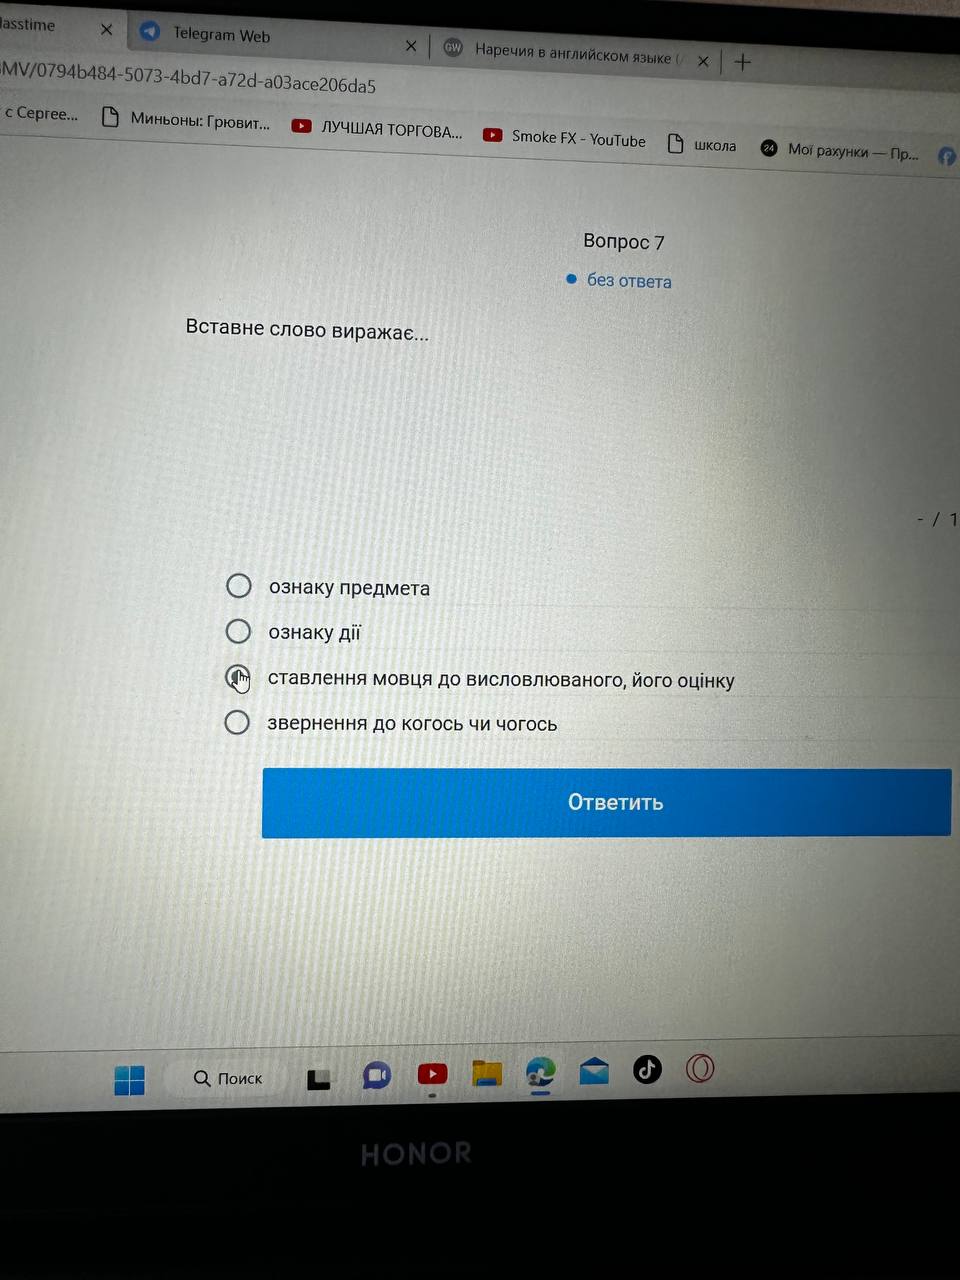 lasstime
Telegram Web
GW Наречия в английском языке (
MV/0794b484-5073-4bd7-a72d-a03ace206da5
с Сергее...
Миньоны: Грювит...
ЛУЧШАЯ ТОРГОВА...
Smoke FX - YouTube
школа
24 Мої рахунки — Пр...
Вопрос 7
без ответа
Вставне слово виражає...
- / 1
ознаку предмета
ознаку дії
ставлення мовця до висловлюваного, його оцінку
звернення до когось чи чогось
Ответить
Поиск
HONOR